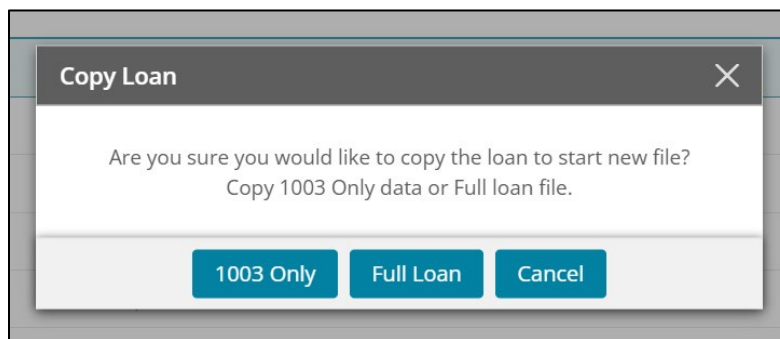 Copy Loan
Are you sure you would like to copy the loan to start new file?
Copy 1003 Only data or Full loan file.
1003 Only
Full Loan
Cancel